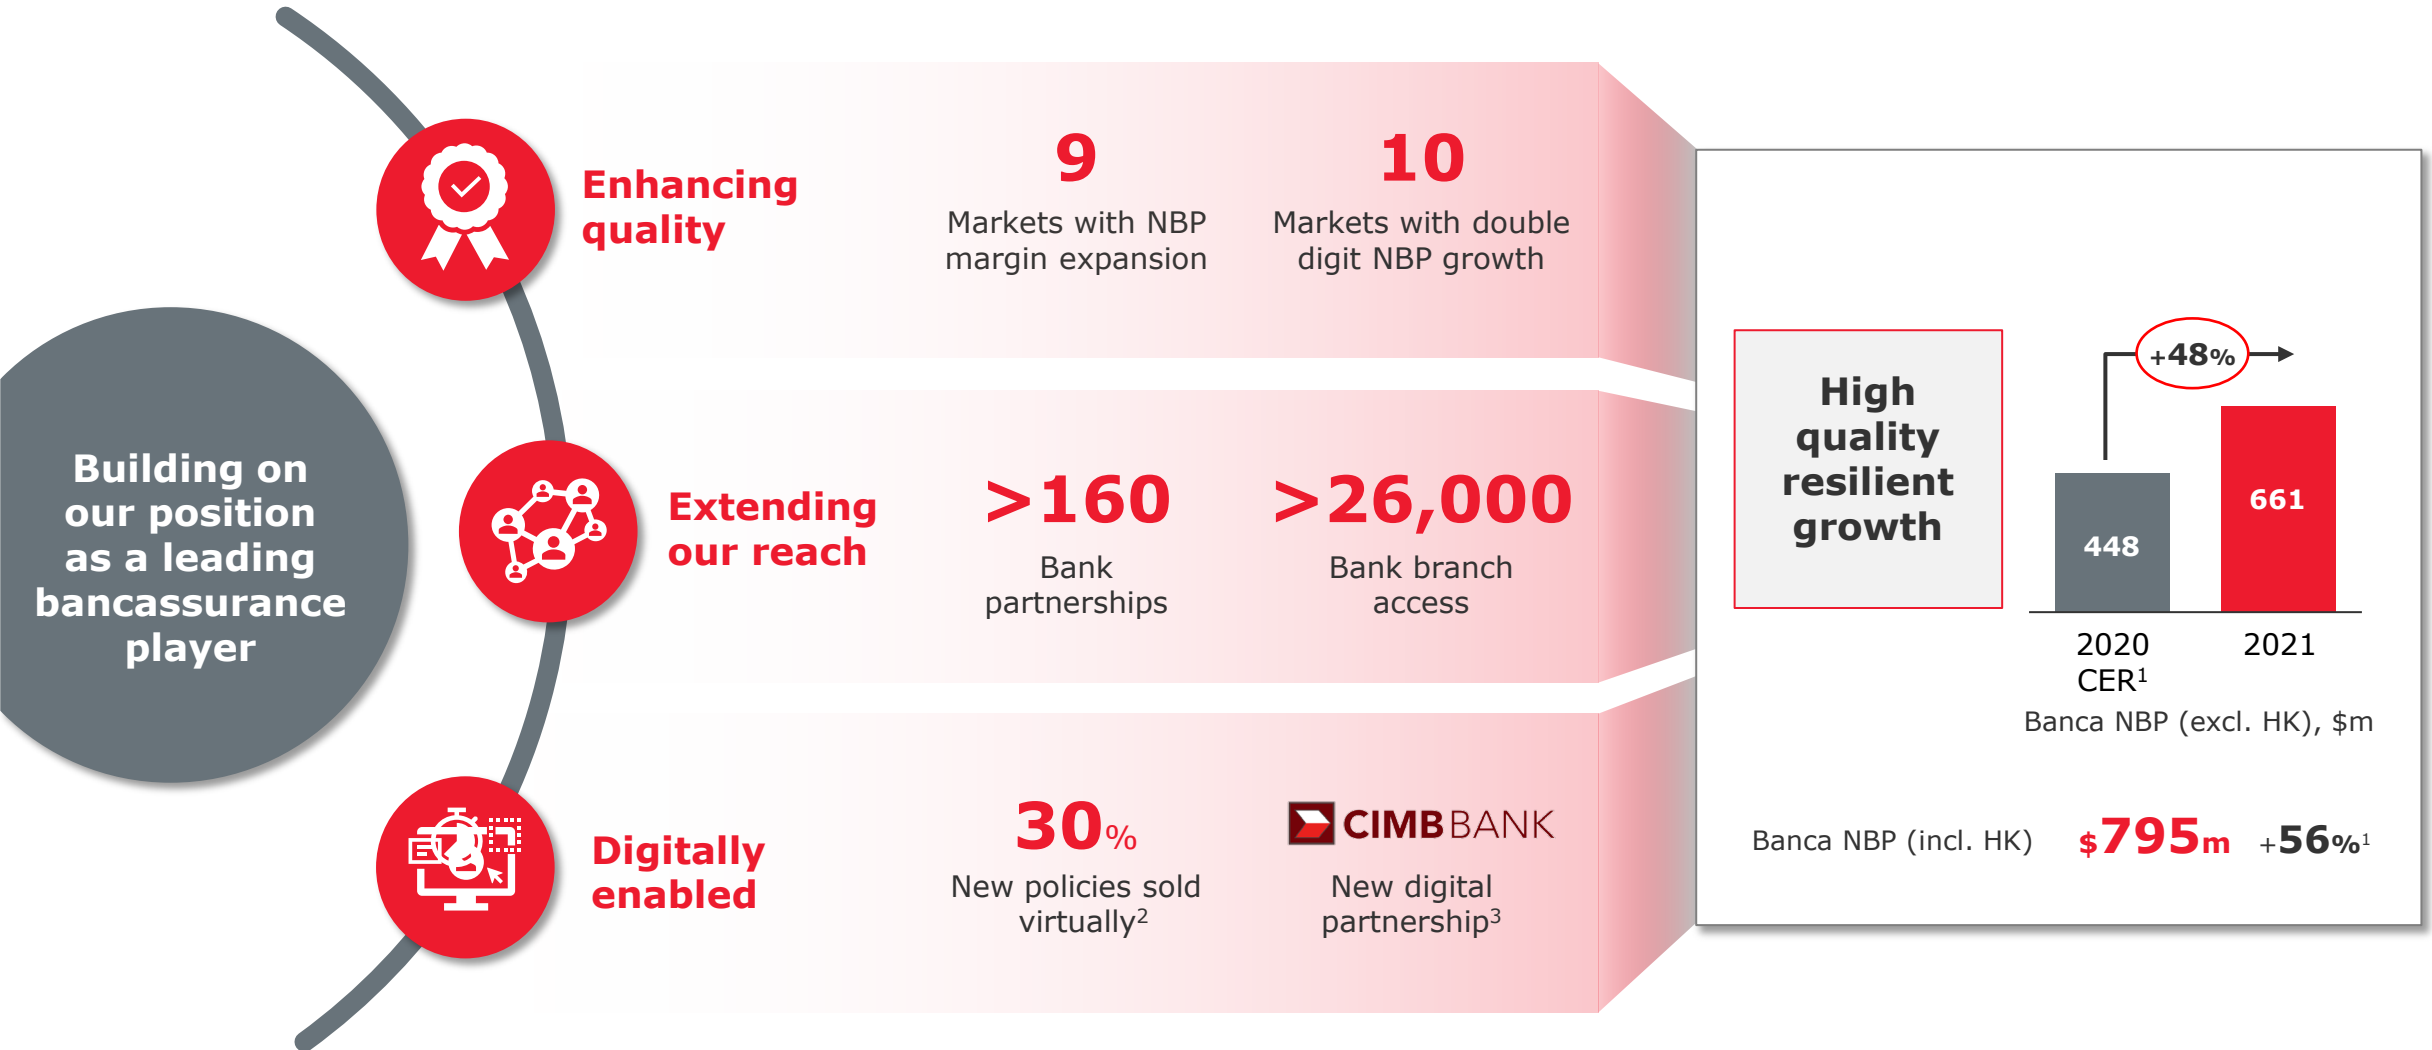 Building on
our position
as a leading
bancassurance
player
Enhancing
quality
9
Markets with NBP
margin expansion
10
Markets with double
digit NBP growth
Extending
our reach
>160
Bank
partnerships
>26,000
Bank branch
access
Digitally
enabled
30%
New policies sold
virtually2
CIMB BANK
New digital
partnership3
High
quality
resilient
growth
+48%
448
661
2020
CER1
2021
Banca NBP (excl. HK), $m
Banca NBP (incl. HK) $795m +56%1